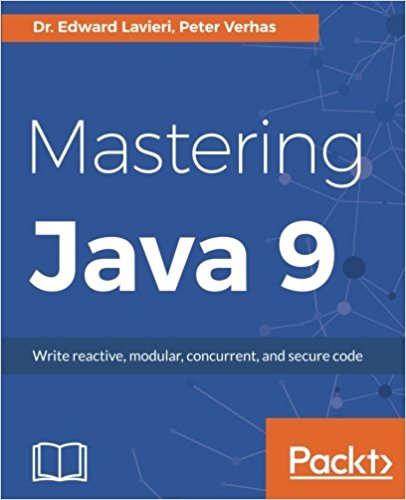 Dr. Edward Lavieri, Peter Verhas
Mastering
Java 9
Write reactive, modular, concurrent, and secure code
Packt>